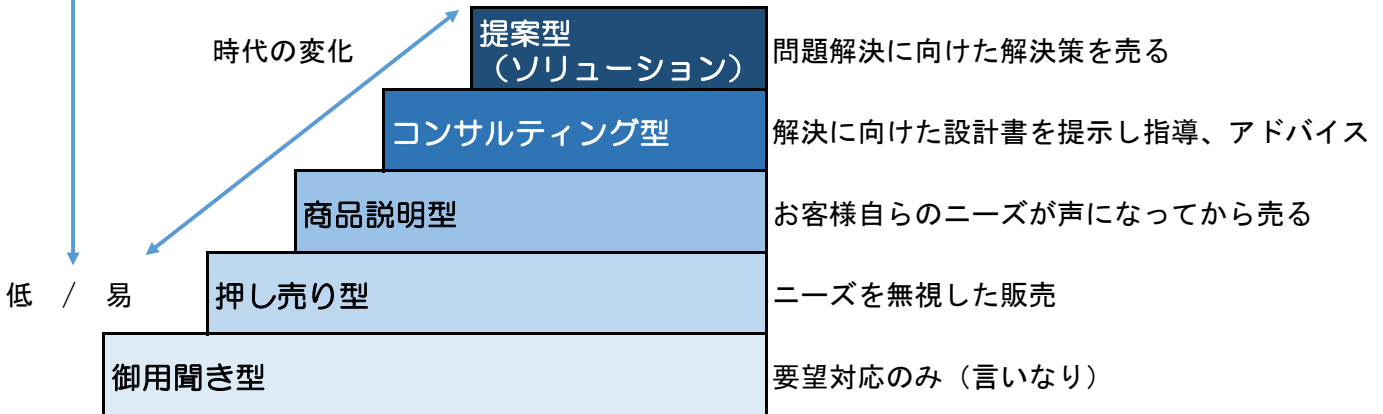 時代の変化
提案型
（ソリューション）
問題解決に向けた解決策を売る
コンサルティング型
解決に向けた設計書を提示し指導、アドバイス
商品説明型
お客様自らのニーズが声になってから売る
低 / 易
押し売り型
ニーズを無視した販売
御用聞き型
要望対応のみ（言いなり）